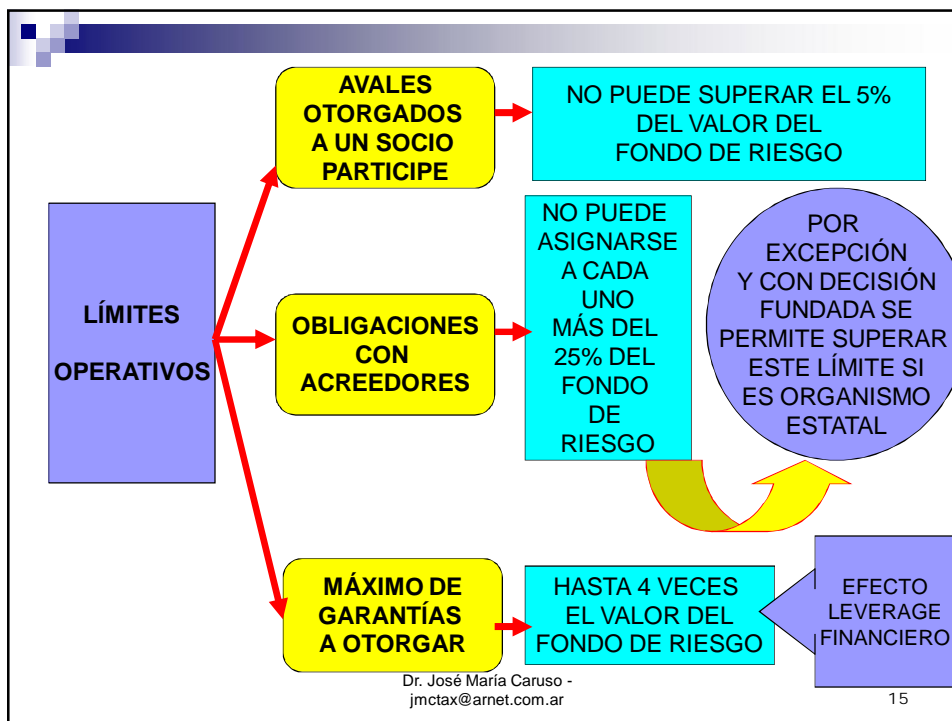 AVALES
OTORGADOS
A UN SOCIO
PARTICIPE
NO PUEDE SUPERAR EL 5%
DEL VALOR DEL
FONDO DE RIESGO
LÍMITES
OPERATIVOS
OBLIGACIONES
CON
ACREEDORES
NO PUEDE
ASIGNARSE
A CADA
UNO
MÁS DEL
25% DEL
FONDO
DE
RIESGO
POR
EXCEPCIÓN
Y CON DECISIÓN
FUNDADA SE
PERMITE SUPERAR
ESTE LÍMITE SI
ES ORGANISMO
ESTATAL
MÁXIMO DE
GARANTÍAS
A OTORGAR
HASTA 4 VECES
EL VALOR DEL
FONDO DE RIESGO
EFECTO
LEVERAGE
FINANCIERO
Dr. José María Caruso -
jmctax@arnet.com.ar
15